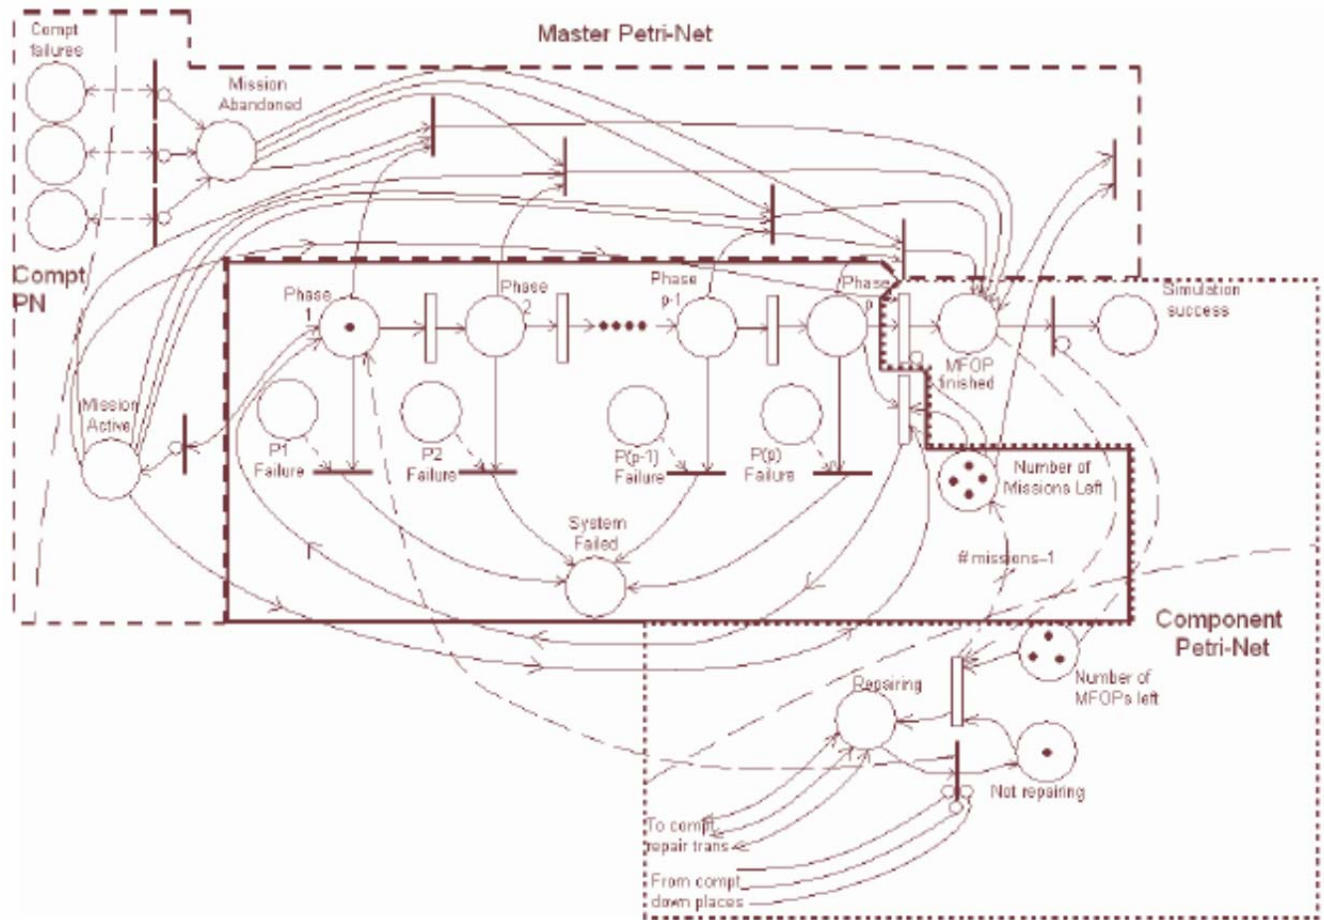 Master Petri-Net
Compt
failures
Mission
Abandoned
Compt
PN
Phase
1
Phase
2
Phase
p-1
Phase
p
Simulation
success
MFOP
finished
Mission
Active
P1
Failure
P2
Failure
P(p-1)
Failure
P(p)
Failure
Number of
Missions Left
System
Failed
# missions–1
Component
Petri-Net
Number of
MFOPs left
Repairing
Not repairing
To compt
repair trans
From compt
down places